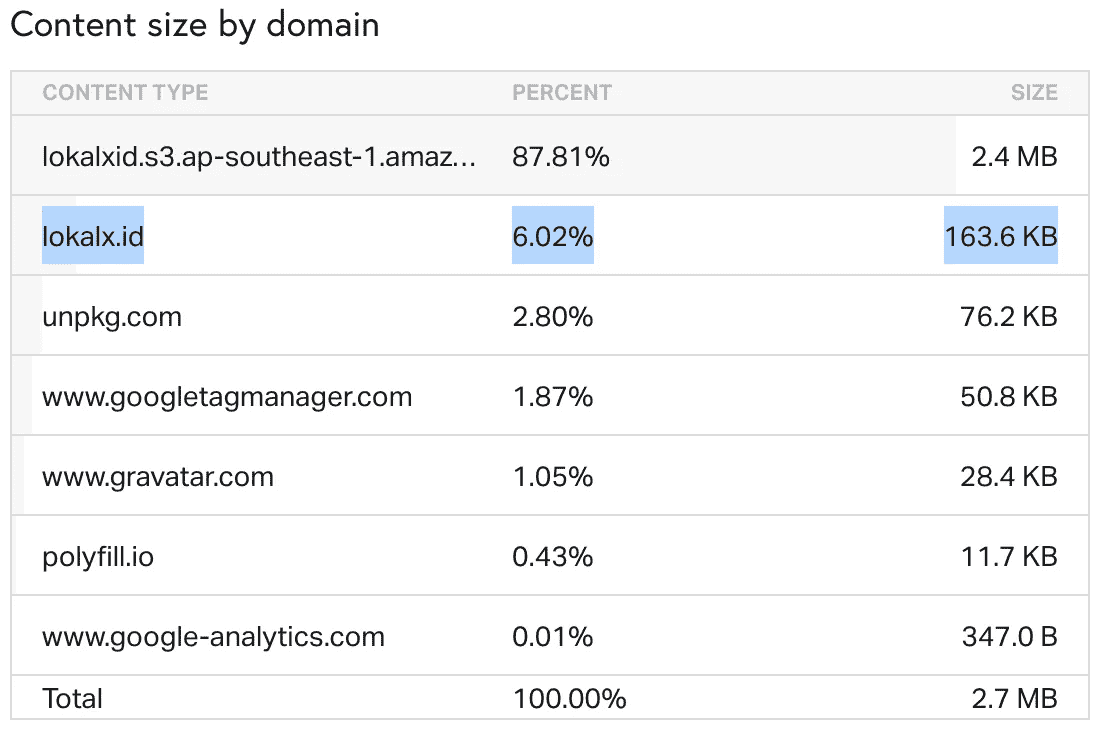 Content size by domain
CONTENT TYPE PERCENT SIZE
lokalxid.s3.ap-southeast-1.amaz... 87.81% 2.4 MB
lokalx.id 6.02% 163.6 KB
unpkg.com 2.80% 76.2 KB
www.googletagmanager.com 1.87% 50.8 KB
www.gravatar.com 1.05% 28.4 KB
polyfill.io 0.43% 11.7 KB
www.google-analytics.com 0.01% 347.0 B
Total 100.00% 2.7 MB